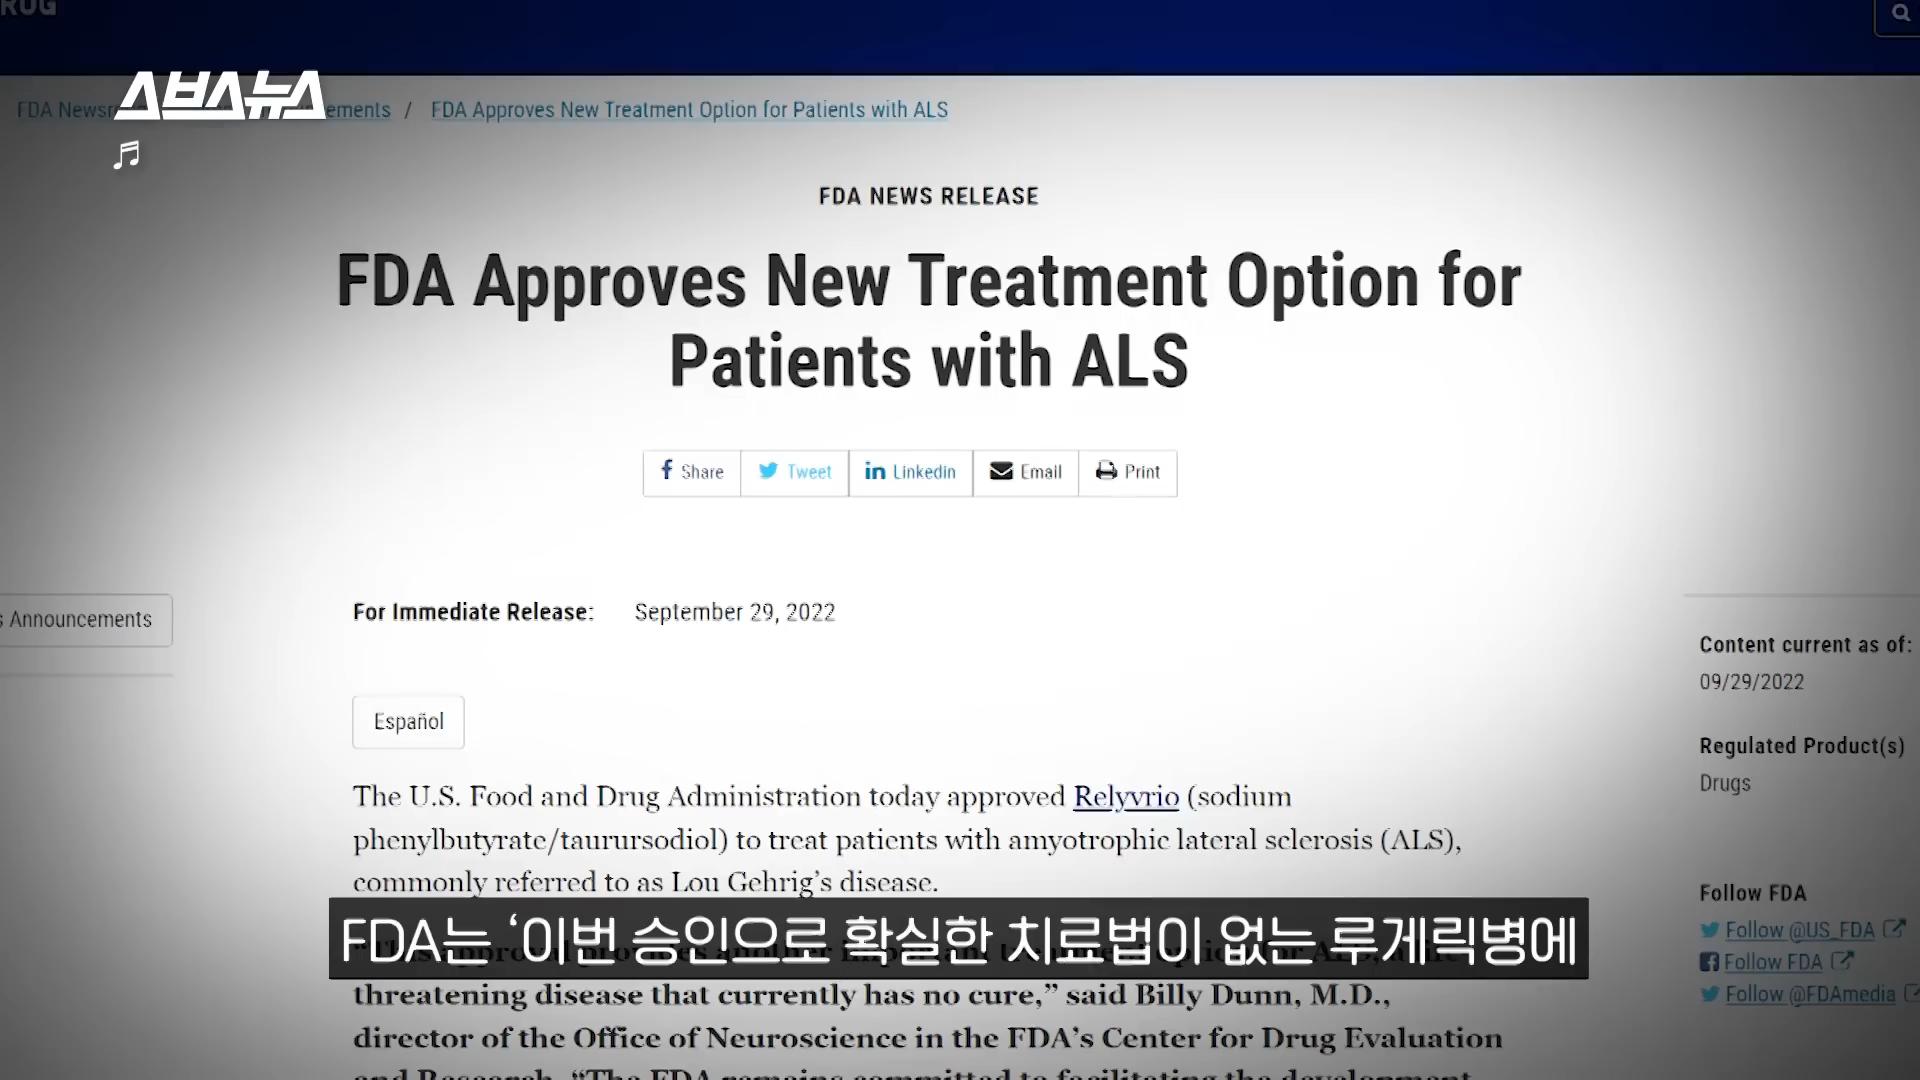 스브스뉴스
FDA Approves New Treatment Option for Patients with ALS
FDA NEWS RELEASE
FDA Approves New Treatment Option for
Patients with ALS
Share
Tweet
Linkedin
Email
Print
For Immediate Release: September 29, 2022
Announcements
Content current as of:
09/29/2022
Español
Regulated Product(s)
Drugs
The U.S. Food and Drug Administration today approved Relyvrio (sodium
phenylbutyrate/taurursodiol) to treat patients with amyotrophic lateral sclerosis (ALS),
commonly referred to as Lou Gehrig’s disease.
FDA는 ‘이번 승인으로 확실한 치료법이 없는 루게릭병에
threatening disease that currently has no cure,” said Billy Dunn, M.D.,
director of the Office of Neuroscience in the FDA’s Center for Drug Evaluation
Follow FDA
Follow @US_FDA
Follow FDA
Follow @FDAmedia